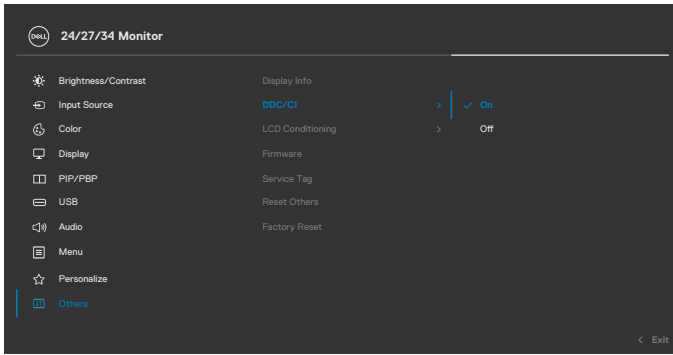 DELL 24/27/34 Monitor
Brightness/Contrast
Input Source
Color
Display
PIP/PBP
USB
Audio
Menu
Personalize
Others
Display Info
DDC/CI
LCD Conditioning
Firmware
Service Tag
Reset Others
Factory Reset
On
Off
Exit